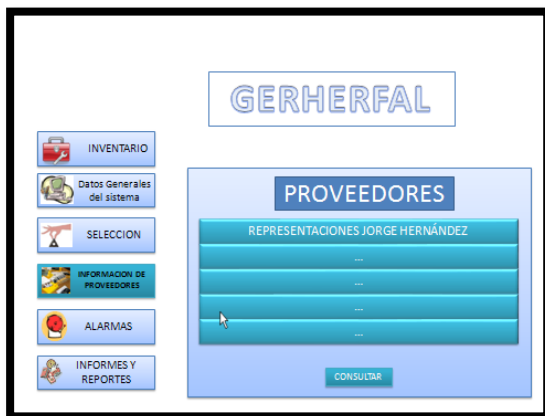 GERHERFAL
INVENTARIO
Datos Generales
del sistema
SELECCION
INFORMACION DE
PROVEEDORES
ALARMAS
INFORMES Y
REPORTES
PROVEEDORES
REPRESENTACIONES JORGE HERNÁNDEZ
...
...
...
...
CONSULTAR